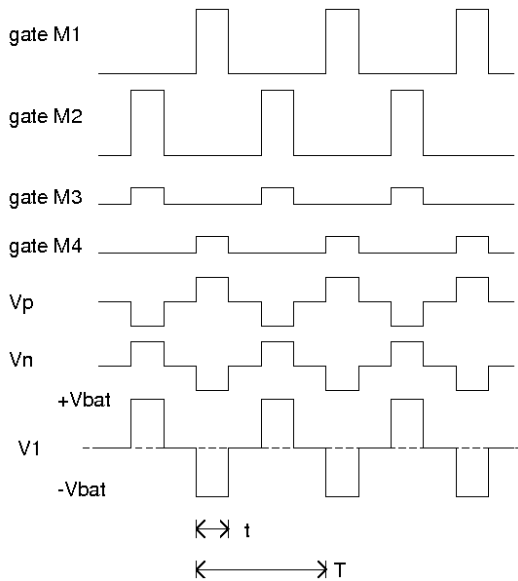 gate M1
gate M2
gate M3
gate M4
Vp
Vn
+Vbat
V1
-Vbat
t
T